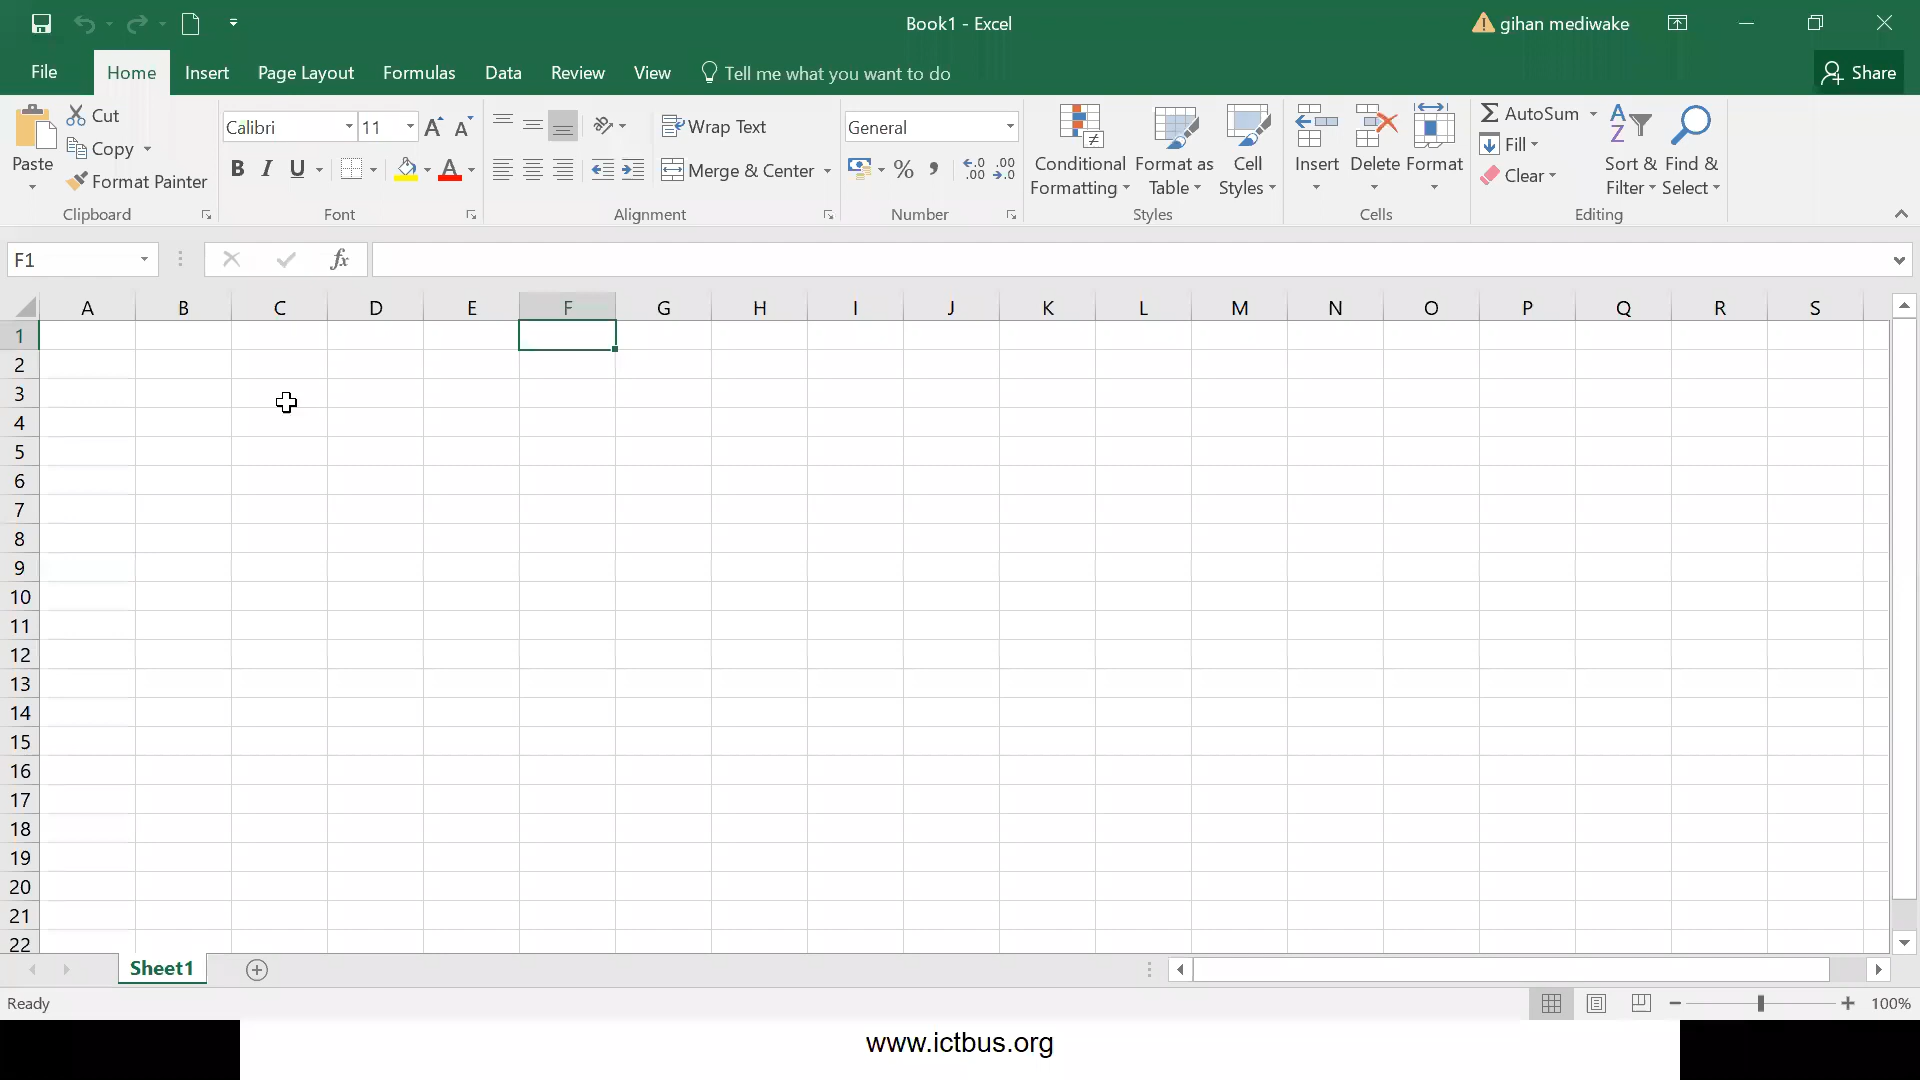 Book1 - Excel
gihan mediwake
File Home Insert Page Layout Formulas Data Review View Tell me what you want to do Share
Paste
Cut
Copy
Format Painter
Clipboard
Calibri 11
B I U A
Font
Wrap Text
Merge & Center
Alignment
General
% ,
Number
Conditional Formatting
Format as Table
Cell Styles
Styles
Insert
Delete
Format
Cells
AutoSum
Fill
Clear
Sort & Filter
Find & Select
Editing
F1 fx
A B C D E F G H I J K L M N O P Q R S
1
2
3
4
5
6
7
8
9
10
11
12
13
14
15
16
17
18
19
20
21
22
Sheet1
Ready 100%
www.ictbus.org